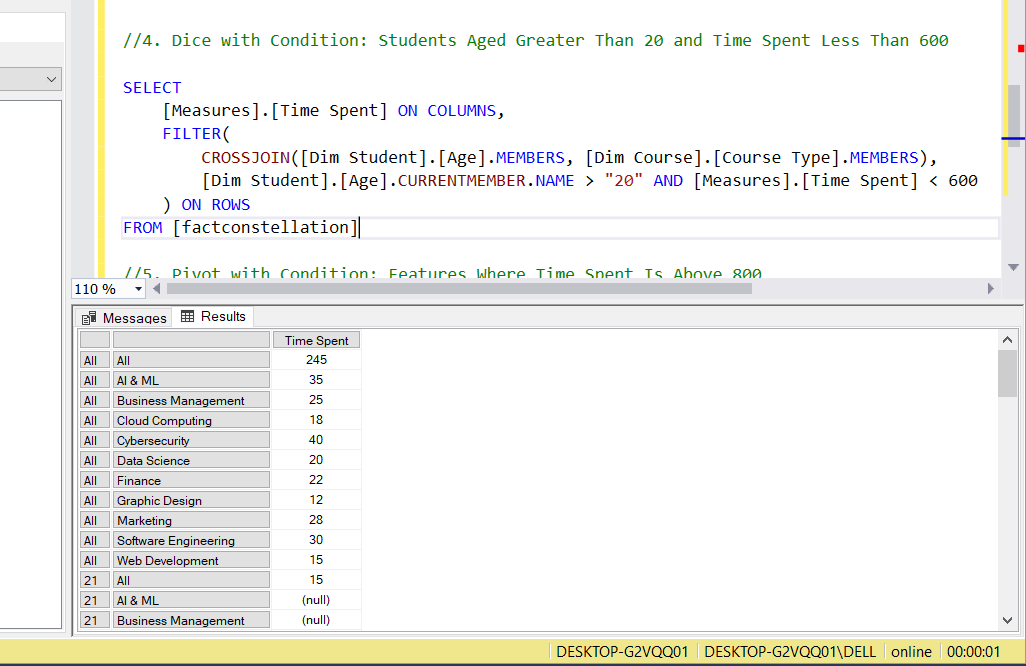 //4. Dice with Condition: Students Aged Greater Than 20 and Time Spent Less Than 600
SELECT
[Measures].[Time Spent] ON COLUMNS,
FILTER(
CROSSJOIN([Dim Student].[Age].MEMBERS, [Dim Course].[Course Type].MEMBERS),
[Dim Student].[Age].CURRENTMEMBER.NAME > "20" AND [Measures].[Time Spent] < 600
) ON ROWS
FROM [factconstellation]
//5. Pivot with Condition: Features Where Time Spent Is Above 800
110 %
Messages Results
Time Spent
All All 245
All AI & ML 35
All Business Management 25
All Cloud Computing 18
All Cybersecurity 40
All Data Science 20
All Finance 22
All Graphic Design 12
All Marketing 28
All Software Engineering 30
All Web Development 15
21 All 15
21 AI & ML (null)
21 Business Management (null)
DESKTOP-G2VQQ01 DESKTOP-G2VQQ01\DELL online 00:00:01